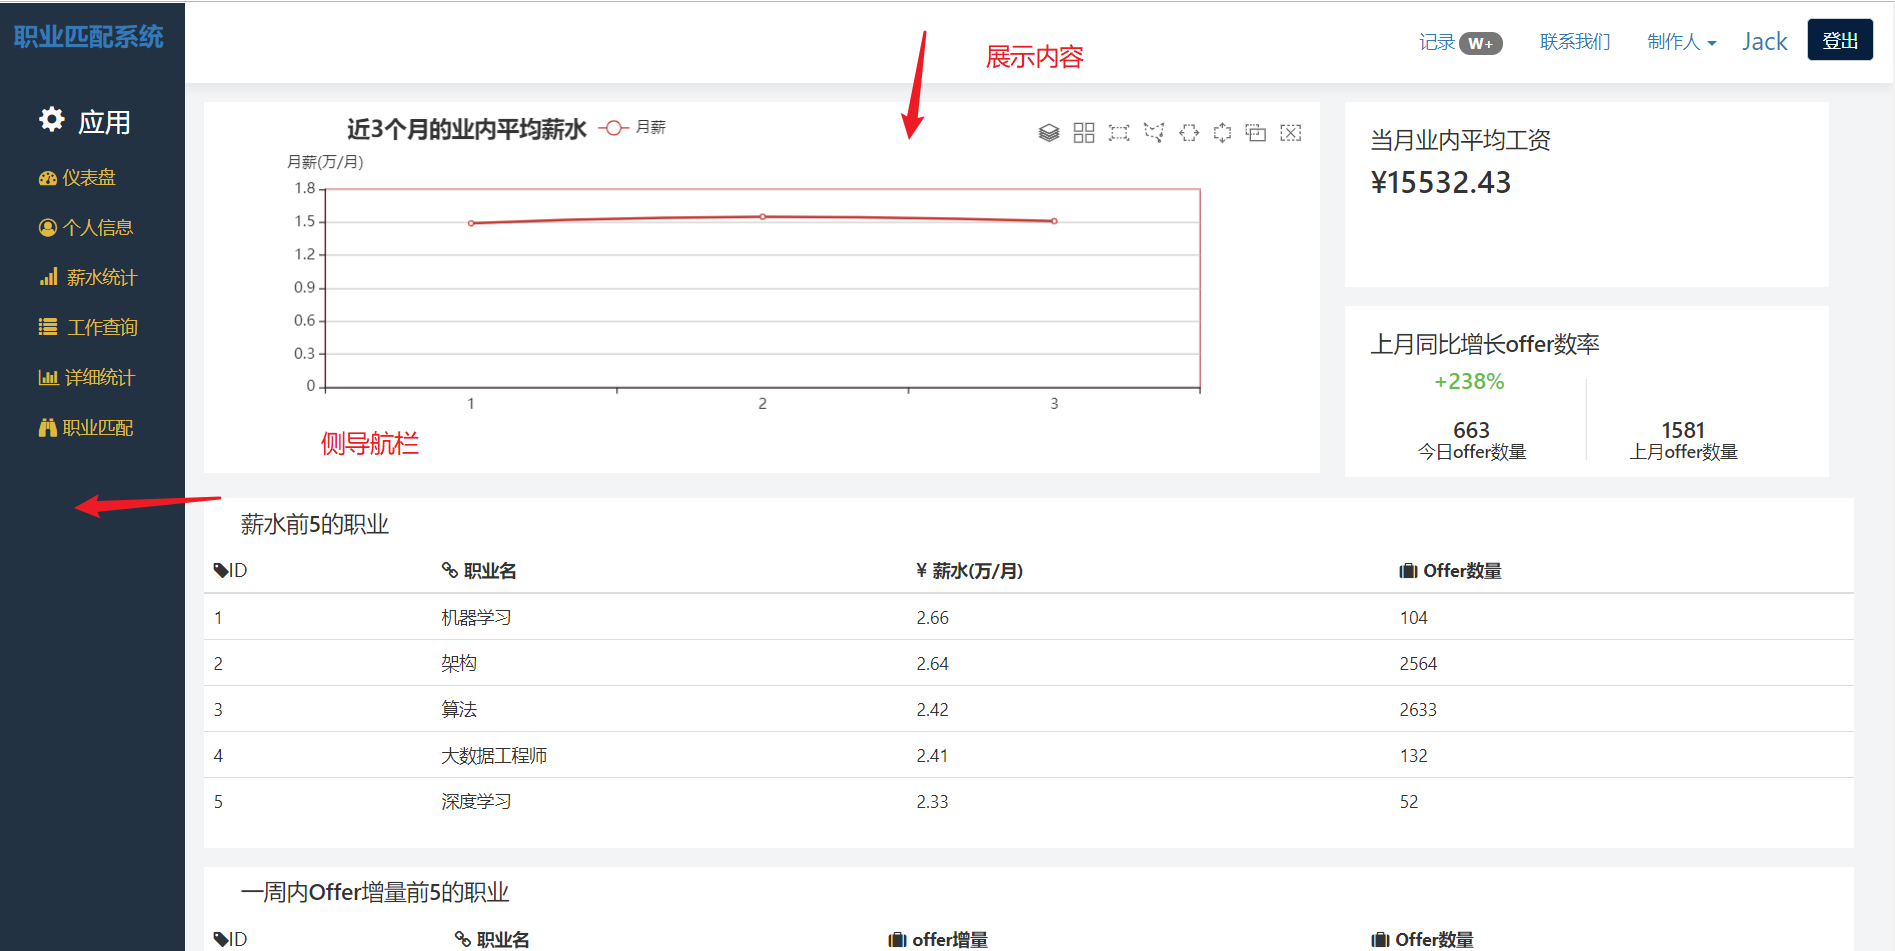 职业匹配系统
展示内容
记录 W+ 联系我们 制作人 Jack 登出
应用
仪表盘
个人信息
薪水统计
工作查询
详细统计
职业匹配
近3个月的业内平均薪水 月薪
月薪(万/月)
1.8
1.5
1.2
0.9
0.6
0.3
0
1 2 3
侧导航栏
当月业内平均工资
¥15532.43
上月同比增长offer数率
+238%
663 1581
今日offer数量 上月offer数量
薪水前5的职业
ID 职业名 ¥ 薪水(万/月) Offer数量
1 机器学习 2.66 104
2 架构 2.64 2564
3 算法 2.42 2633
4 大数据工程师 2.41 132
5 深度学习 2.33 52
一周内Offer增量前5的职业
ID 职业名 offer增量 Offer数量